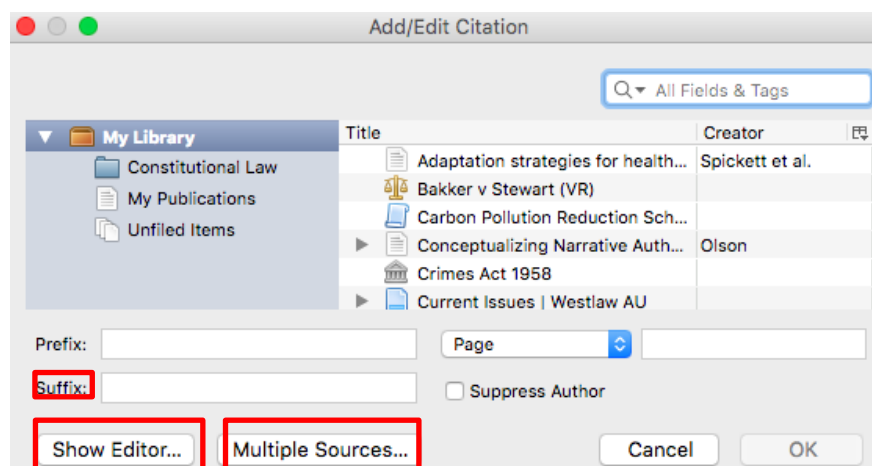 Add/Edit Citation
All Fields & Tags
My Library
Constitutional Law
My Publications
Unfiled Items
Title Creator
Adaptation strategies for health... Spickett et al.
Bakker v Stewart (VR)
Carbon Pollution Reduction Sch...
Conceptualizing Narrative Auth... Olson
Crimes Act 1958
Current Issues | Westlaw AU
Prefix: Page
Suffix: Suppress Author
Show Editor... Multiple Sources... Cancel OK